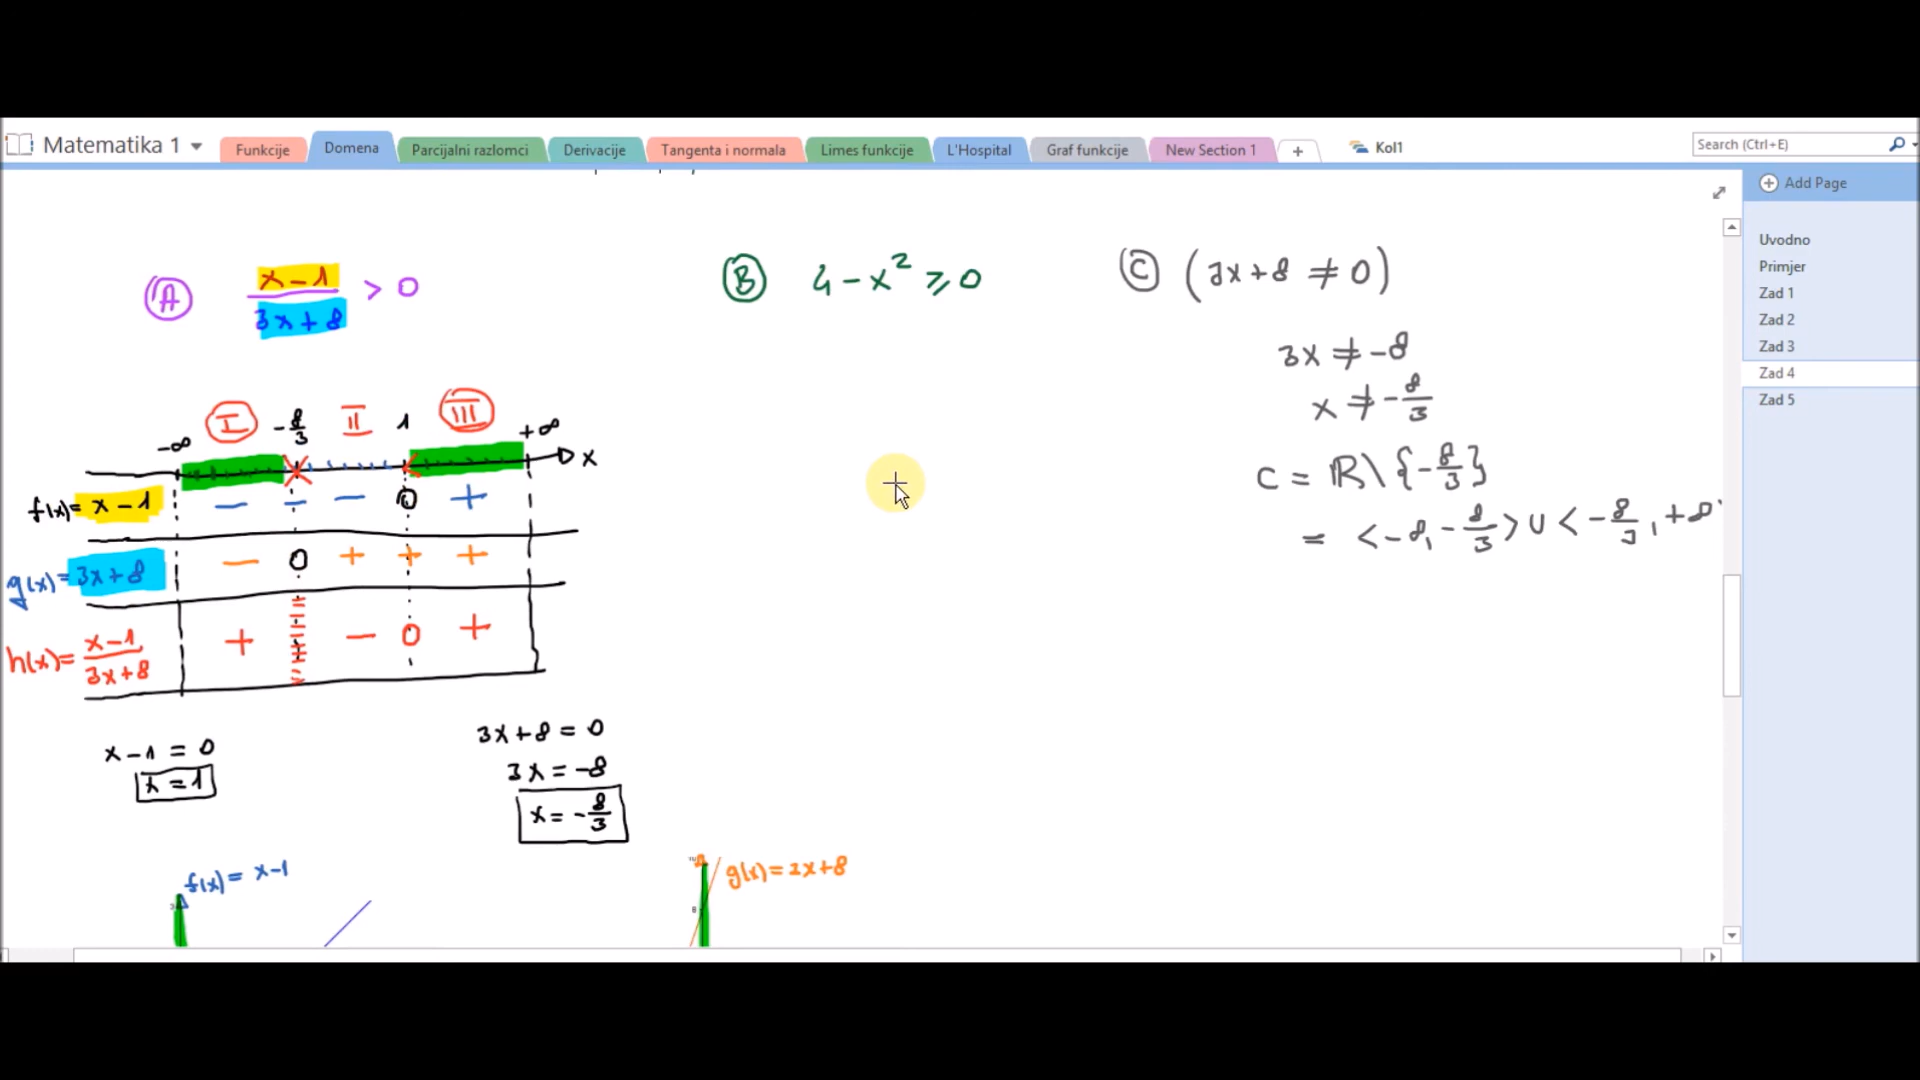 Matematika 1
Funkcije
Domena
Parcijalni razlomci
Derivacije
Tangenta i normala
Limes funkcije
L'Hospital
Graf funkcije
New Section 1
+
Kol1
Search (Ctrl+E)
Add Page
Uvodno
Primjer
Zad 1
Zad 2
Zad 3
Zad 4
Zad 5
(A) x-1 / 3x+8 > 0
I -8/3 II 1 III
-∞ +∞ x
f(x)= x-1 - - - 0 +
g(x)= 3x+8 - 0 + + +
h(x)= x-1 / 3x+8 + - 0 +
x-1 = 0
x = 1
3x+8 = 0
3x = -8
x = -8/3
f(x) = x-1
g(x) = 2x+8
8
(B) 4-x² ≥ 0
(C) (3x+8 ≠ 0)
3x ≠ -8
x ≠ -8/3
C = ℝ\{-8/3}
= <-∞, -8/3> ∪ <-8/3, +∞